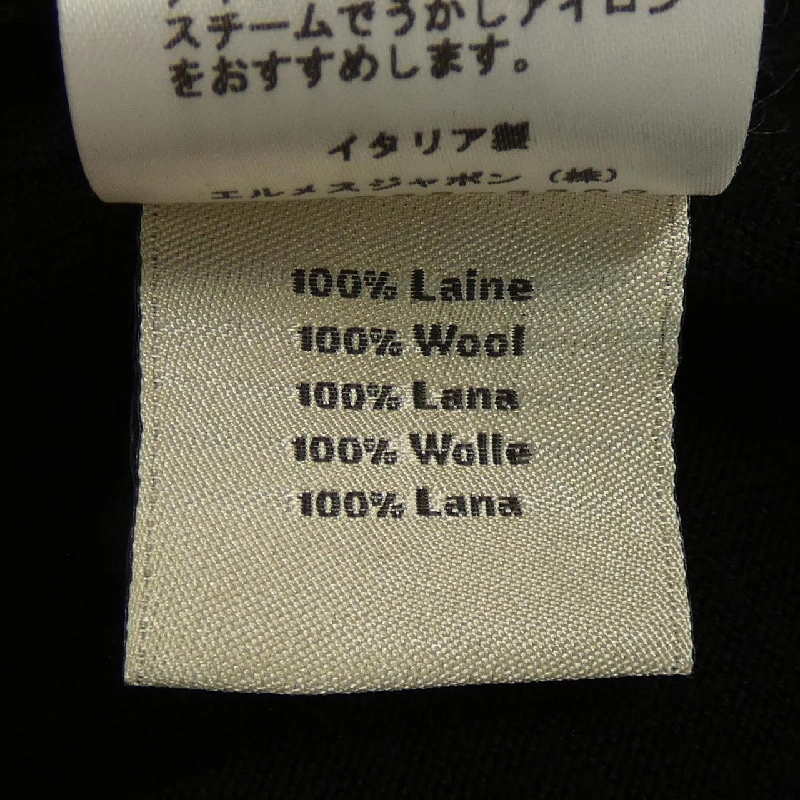 スチームでうかしアイロン
をおすすめします。
イタリア製
エルメスジャポン（株）
100% Laine
100% Wool
100% Lana
100% Wolle
100% Lana